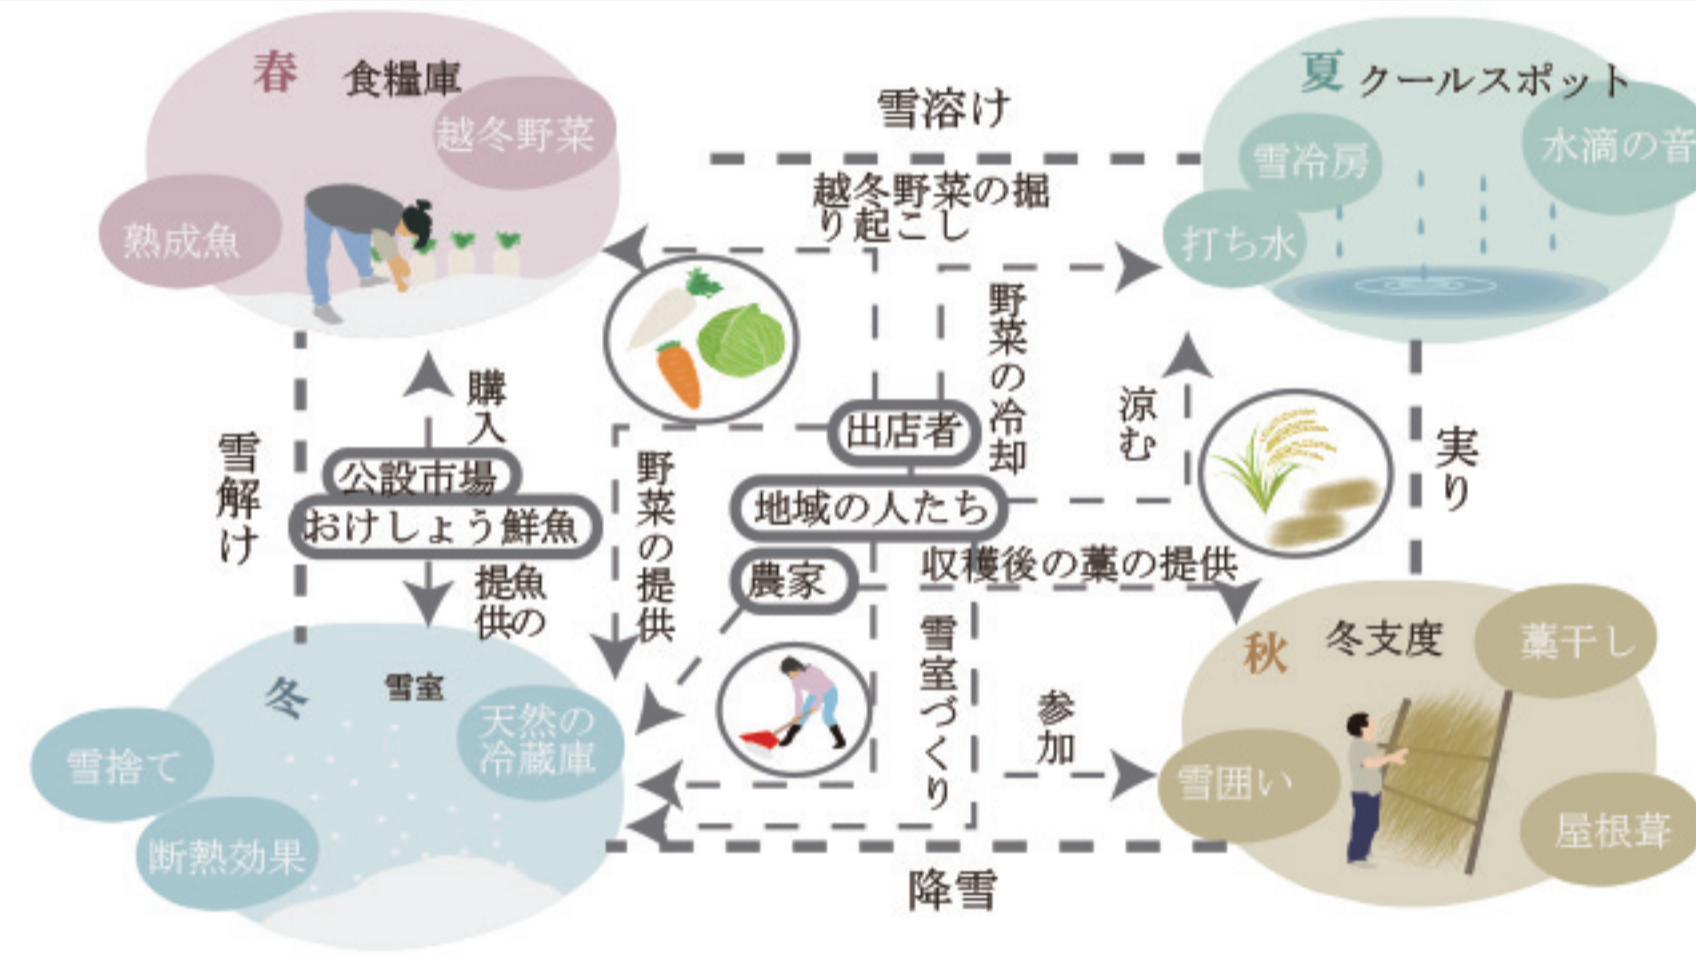 春
食糧庫
越冬野菜
熟成魚
雪溶け
越冬野菜の掘
り起こし
夏
クールスポット
雪冷房
水滴の音
打ち水
購入
公設市場
おけしょう鮮魚
魚の
提供
雪解け
出店者
地域の人たち
農家
野菜の冷却
涼む
野菜の提供
収穫後の藁の提供
実り
雪室づくり
参加
冬
雪室
天然の
冷蔵庫
雪捨て
断熱効果
降雪
秋
冬支度
藁干し
雪囲い
屋根葺